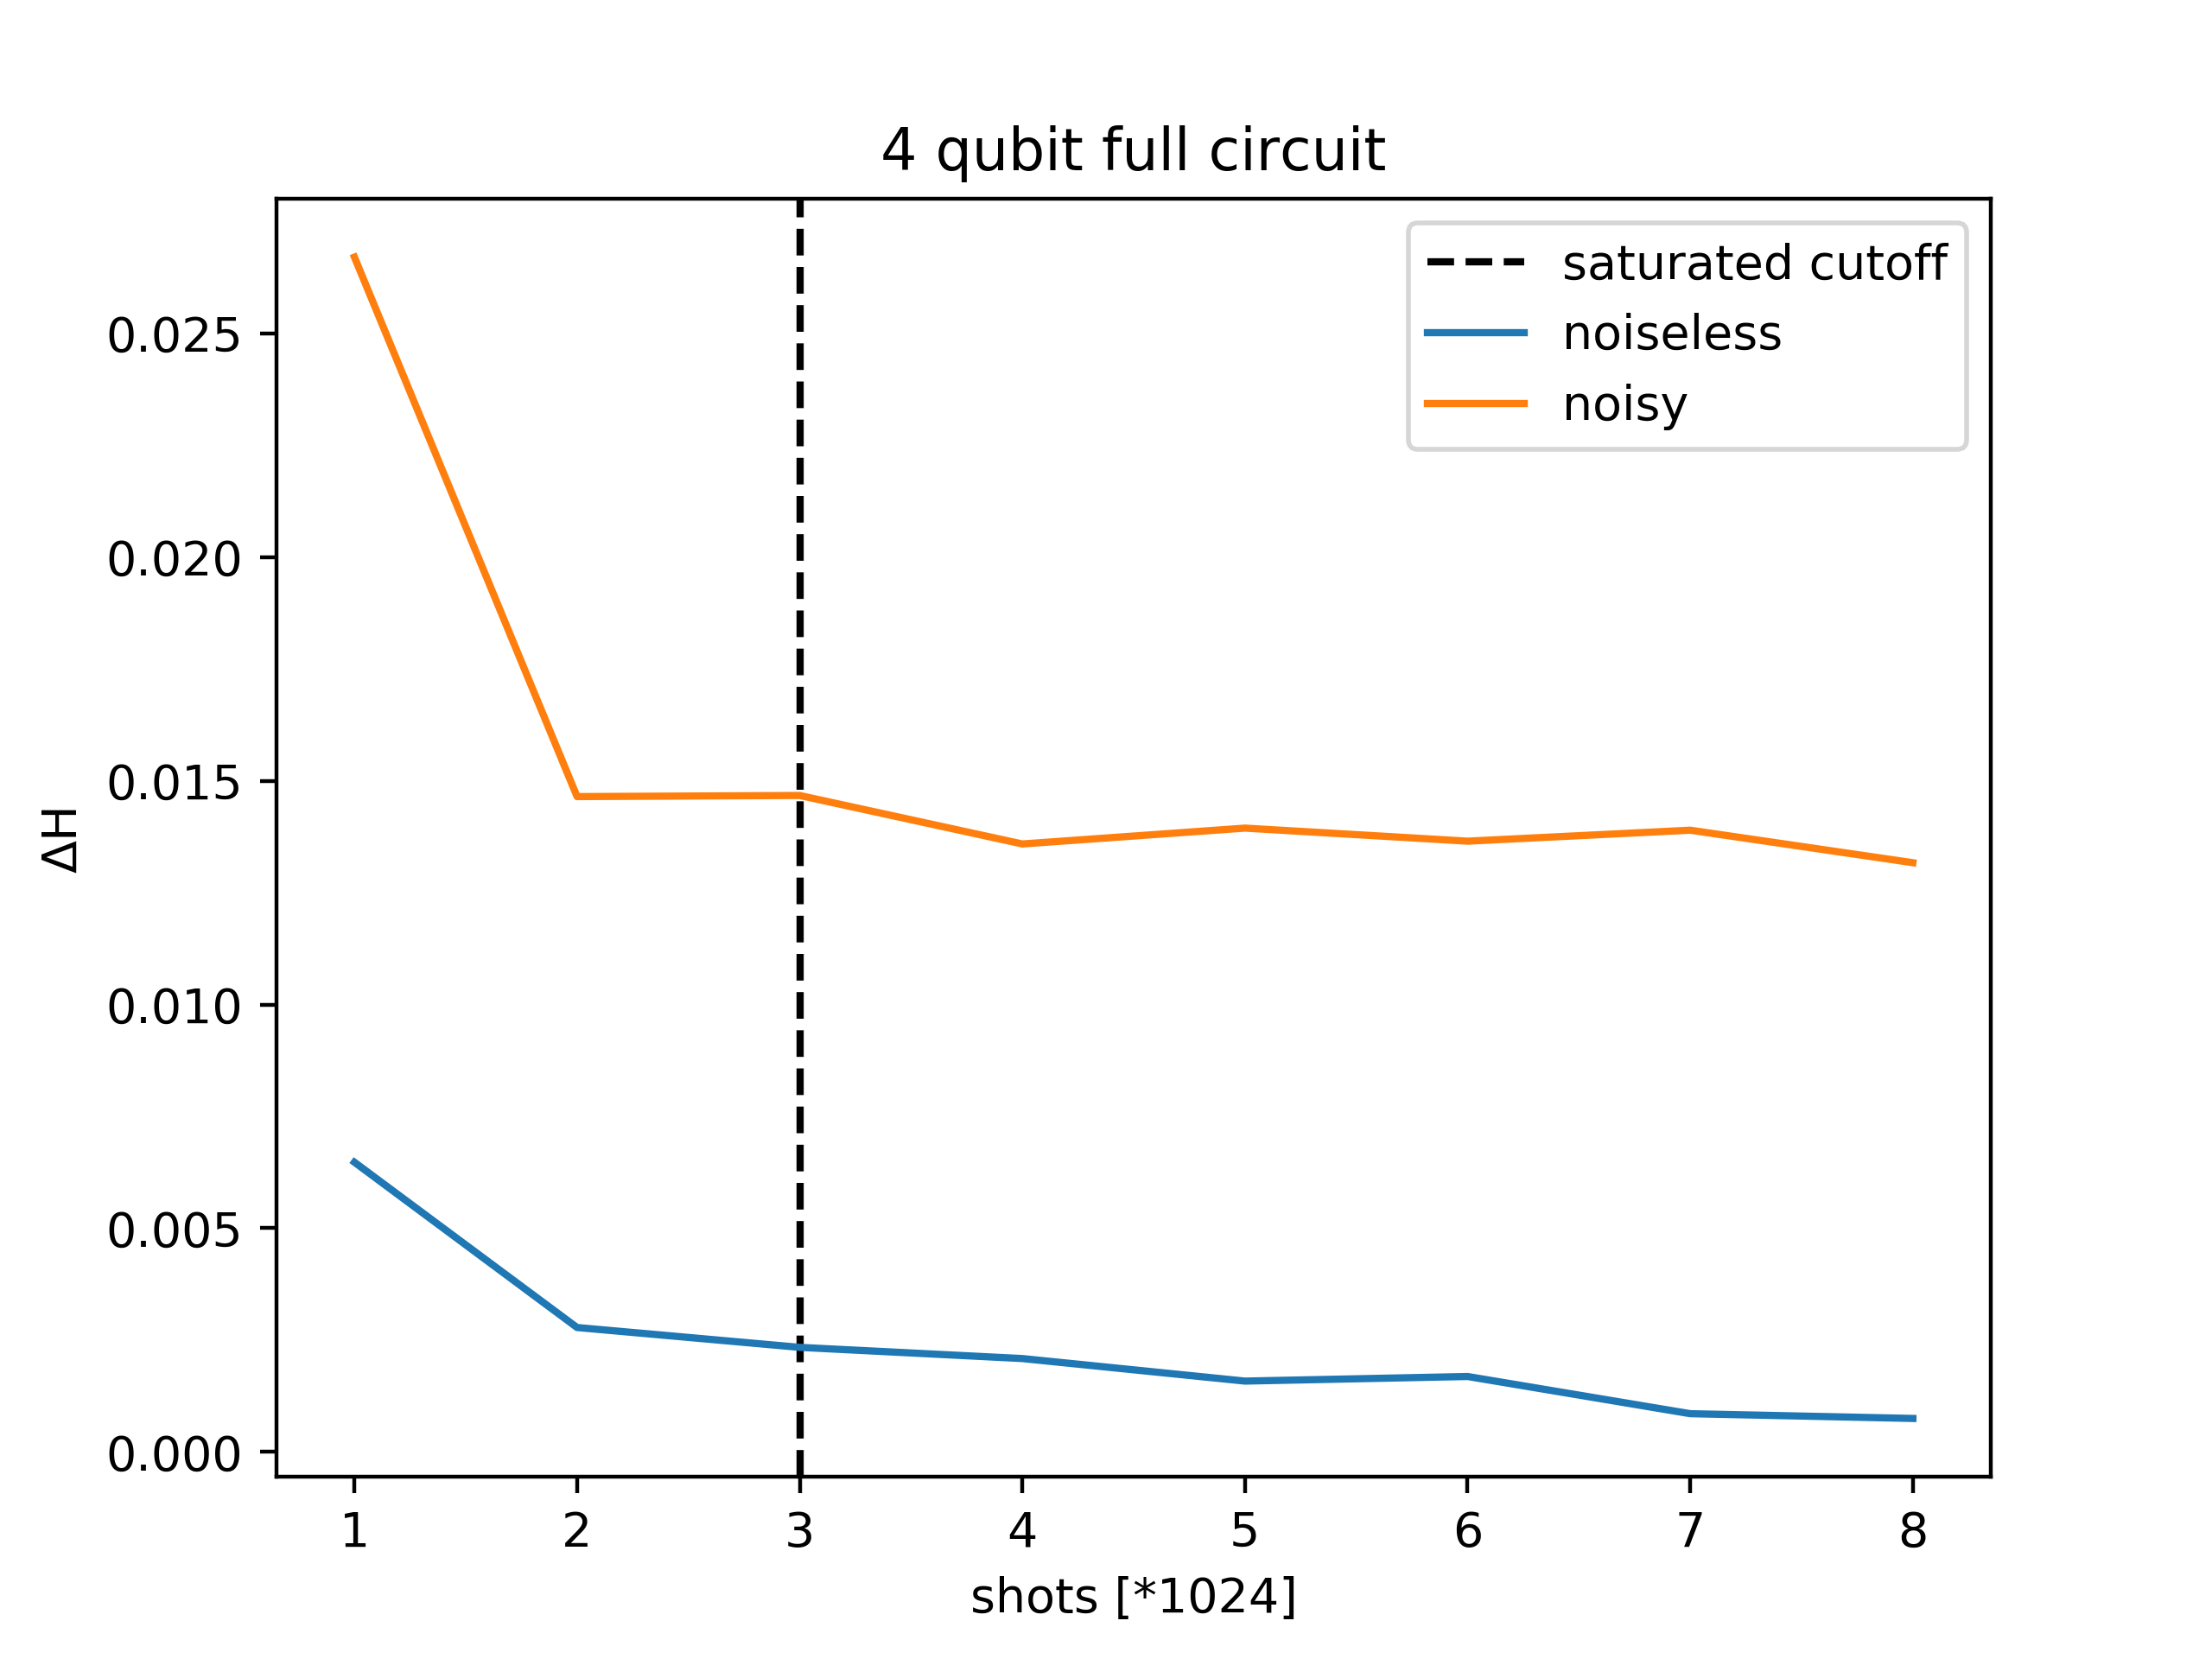 4 qubit full circuit
saturated cutoff
noiseless
noisy
0.025
0.020
0.015
0.010
0.005
0.000
ΔH
1 2 3 4 5 6 7 8
shots [*1024]